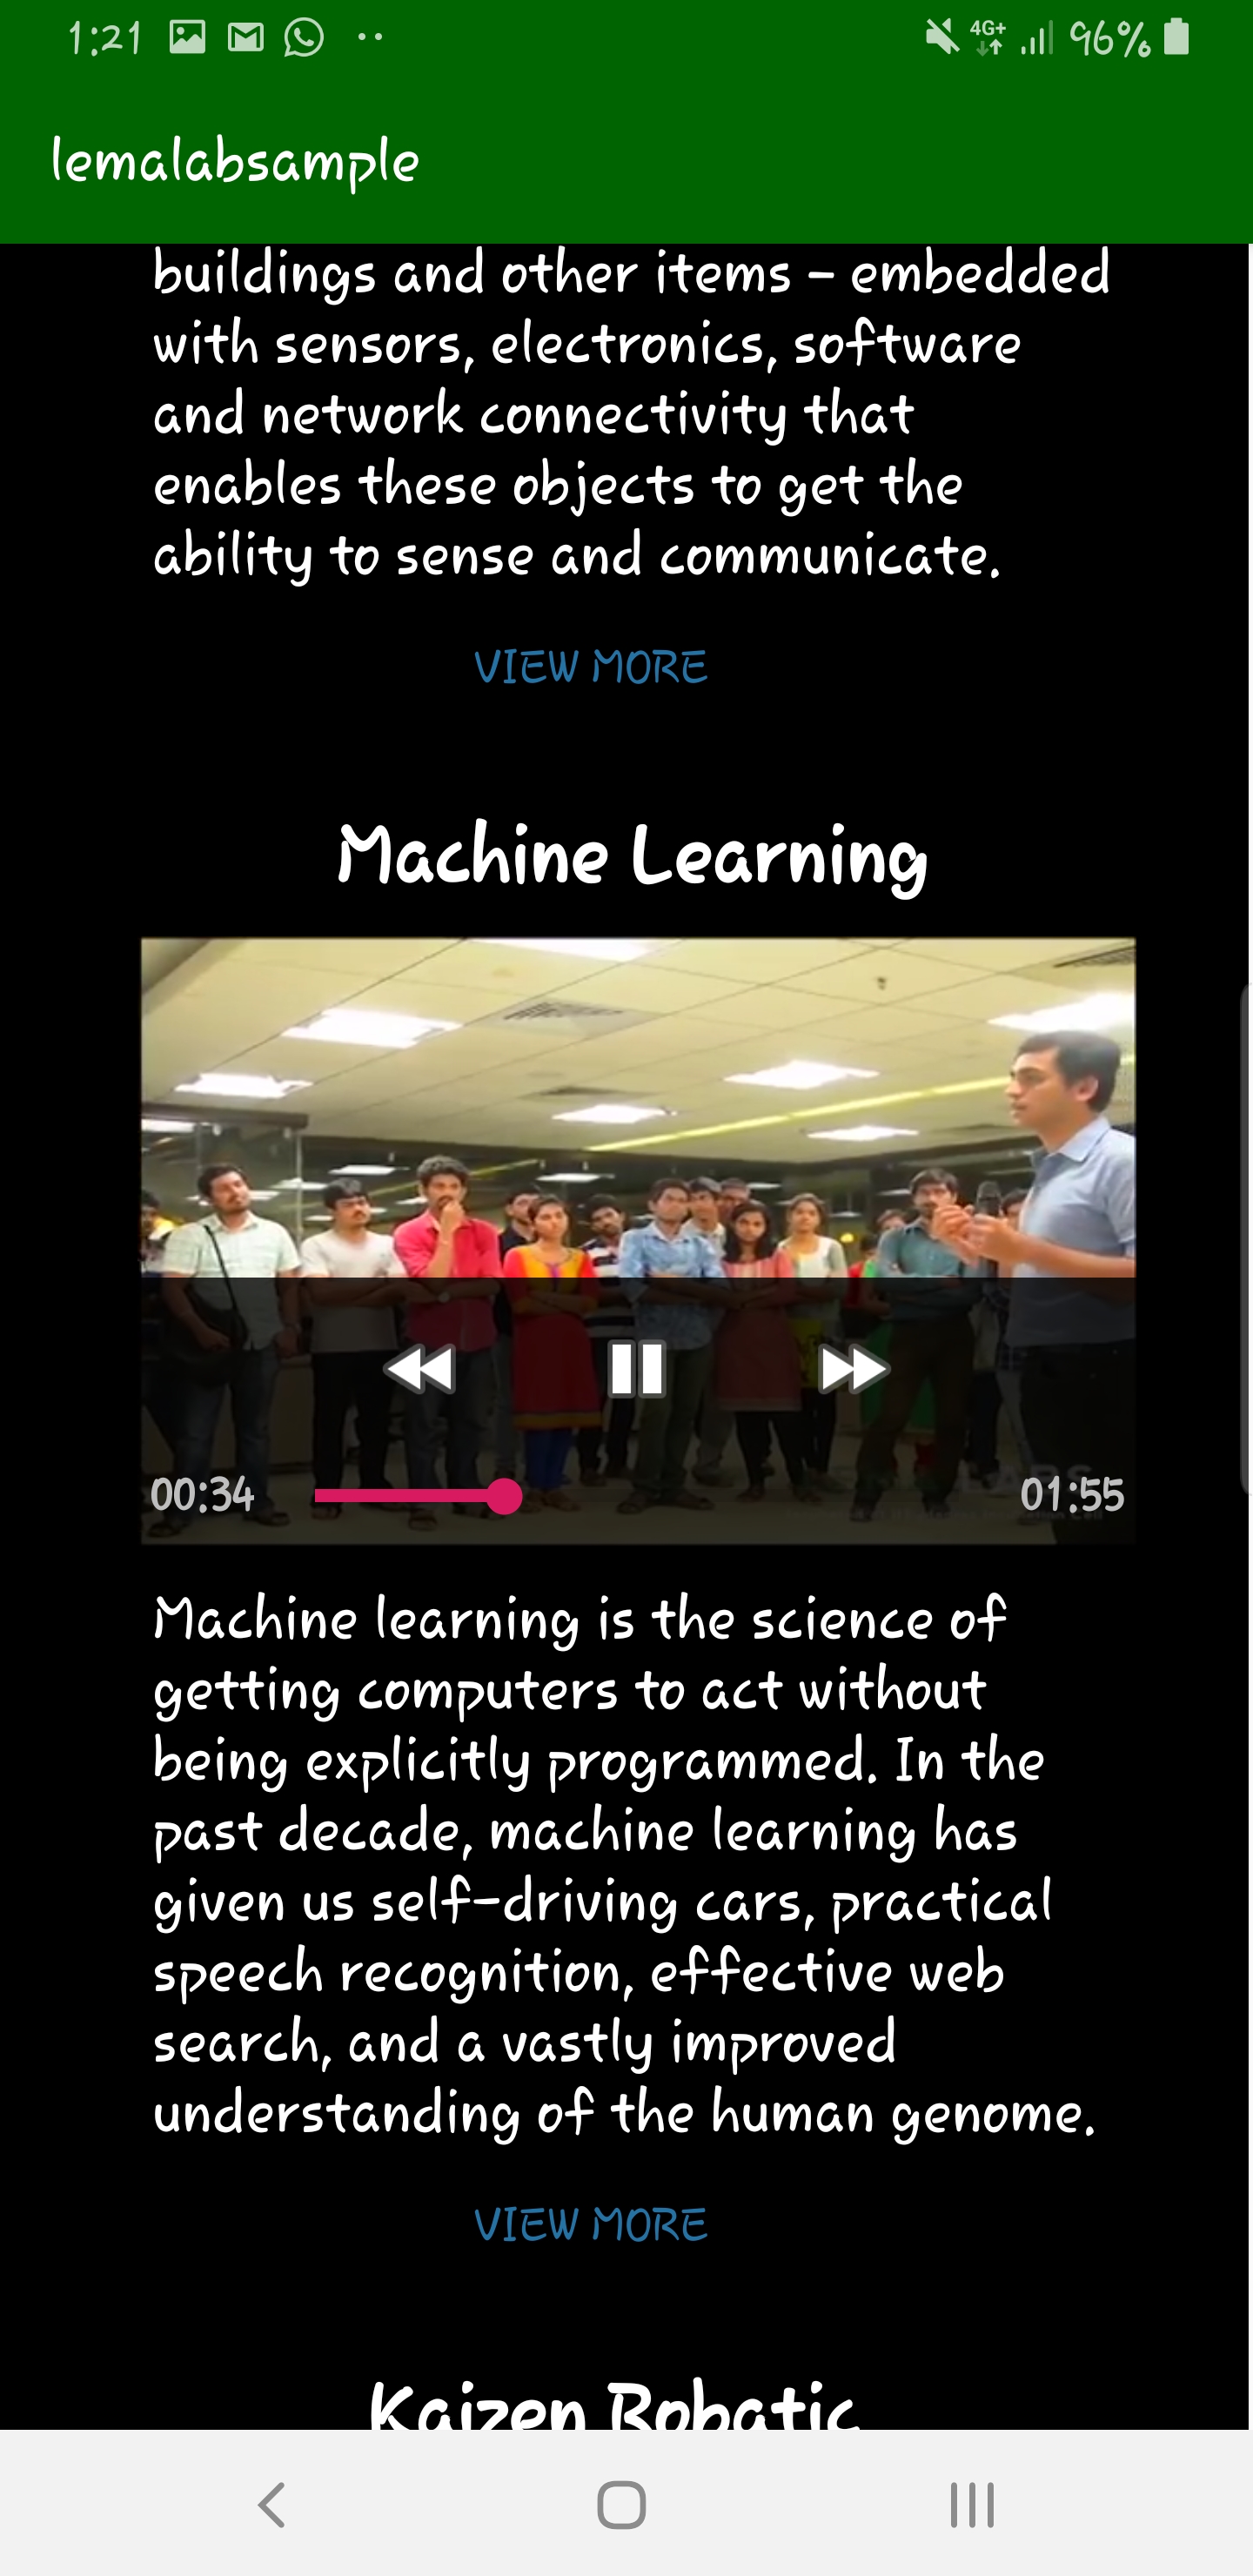 1:21
4G+
96%
lemalabsample
buildings and other items – embedded
with sensors, electronics, software
and network connectivity that
enables these objects to get the
ability to sense and communicate.
VIEW MORE
Machine Learning
00:34
01:55
Machine learning is the science of
getting computers to act without
being explicitly programmed. In the
past decade, machine learning has
given us self-driving cars, practical
speech recognition, effective web
search, and a vastly improved
understanding of the human genome.
VIEW MORE
Kaizen Robatic